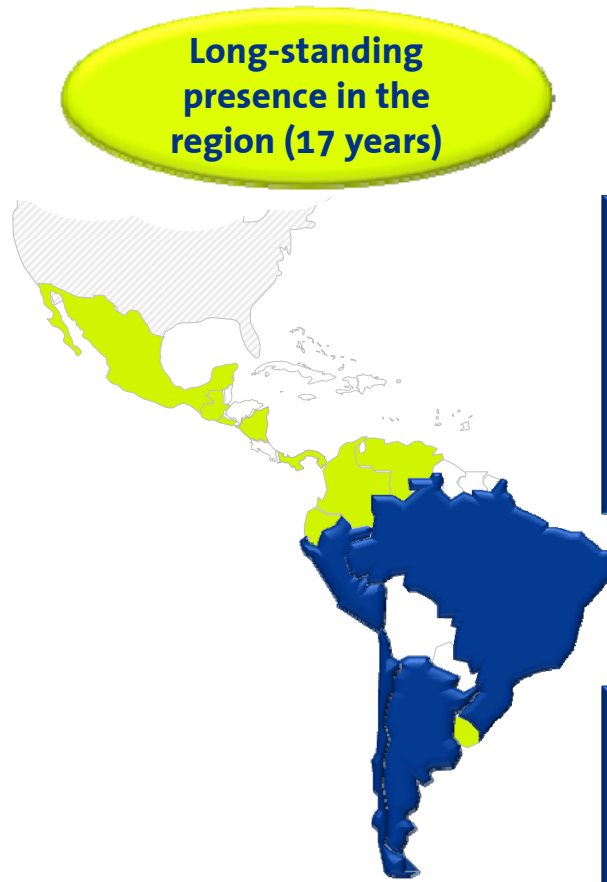 Long-standing
presence in the
region (17 years)